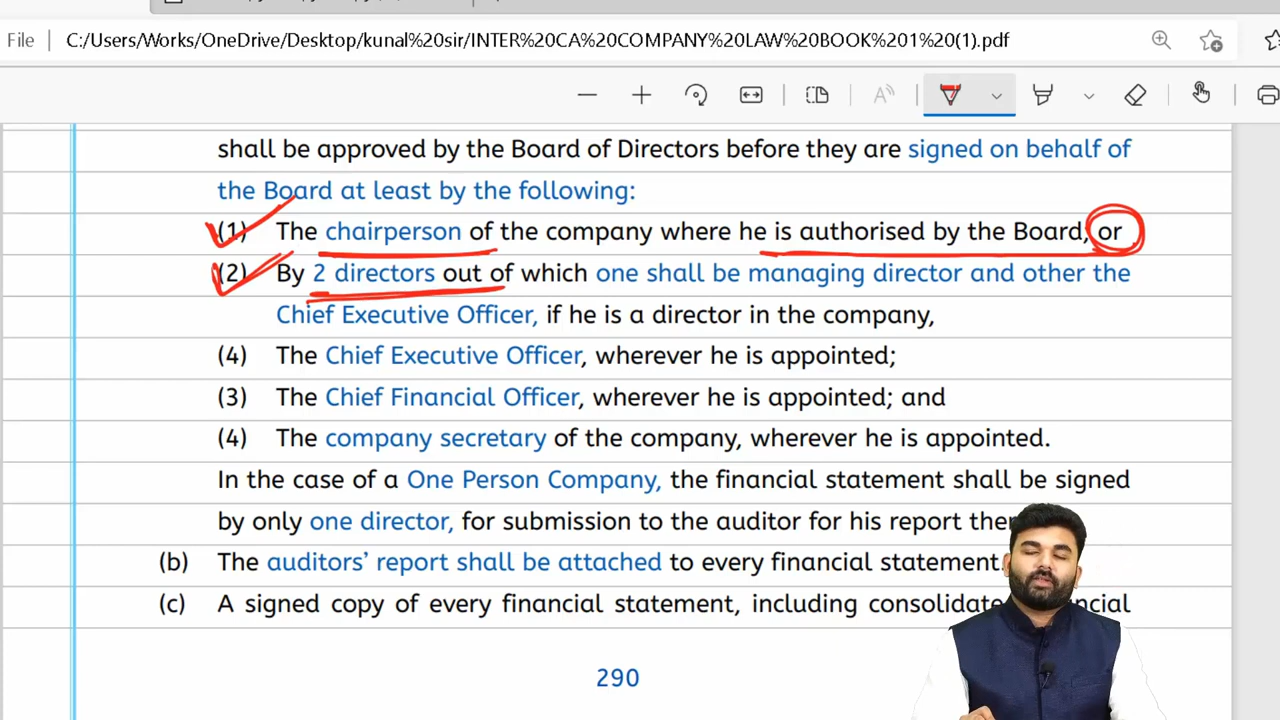 File
C:/Users/Works/OneDrive/Desktop/kunal%20sir/INTER%20CA%20COMPANY%20LAW%20BOOK%201%20(1).pdf
shall be approved by the Board of Directors before they are signed on behalf of
the Board at least by the following:
(1) The chairperson of the company where he is authorised by the Board, or
(2) By 2 directors out of which one shall be managing director and other the
Chief Executive Officer, if he is a director in the company,
(4) The Chief Executive Officer, wherever he is appointed;
(3) The Chief Financial Officer, wherever he is appointed; and
(4) The company secretary of the company, wherever he is appointed.
In the case of a One Person Company, the financial statement shall be signed
by only one director, for submission to the auditor for his report
(b) The auditors' report shall be attached to every financial statement.
(c) A signed copy of every financial statement, including
290